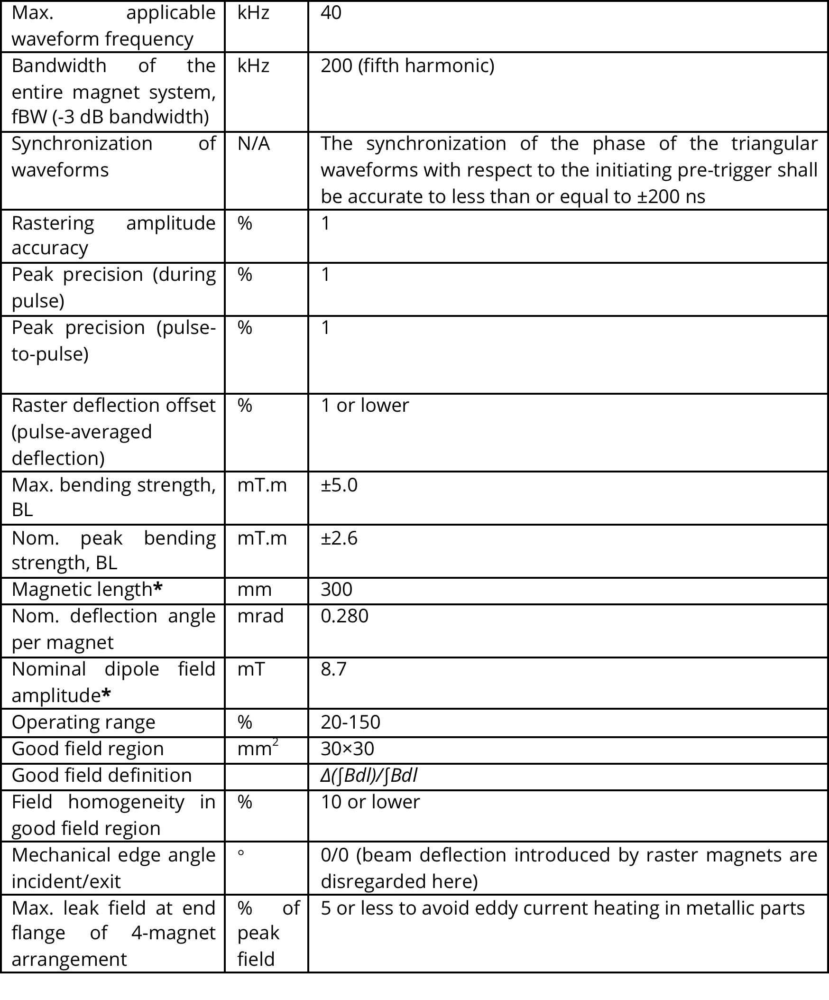 Max. applicable kHz 40
waveform frequency
Bandwidth of the kHz 200 (fifth harmonic)
entire magnet system,
fBW (-3 dB bandwidth)
Synchronization of N/A The synchronization of the phase of the triangular
waveforms waveforms with respect to the initiating pre-trigger shall
be accurate to less than or equal to ±200 ns
Rastering amplitude % 1
accuracy
Peak precision (during % 1
pulse)
Peak precision (pulse- % 1
to-pulse)
Raster deflection offset % 1 or lower
(pulse-averaged
deflection)
Max. bending strength, mT.m ±5.0
BL
Nom. peak bending mT.m ±2.6
strength, BL
Magnetic length* mm 300
Nom. deflection angle mrad 0.280
per magnet
Nominal dipole field mT 8.7
amplitude*
Operating range % 20-150
Good field region mm² 30×30
Good field definition Δ(∫Bdl)/∫Bdl
Field homogeneity in % 10 or lower
good field region
Mechanical edge angle ° 0/0 (beam deflection introduced by raster magnets are
incident/exit disregarded here)
Max. leak field at end % of 5 or less to avoid eddy current heating in metallic parts
flange of 4-magnet peak
arrangement field